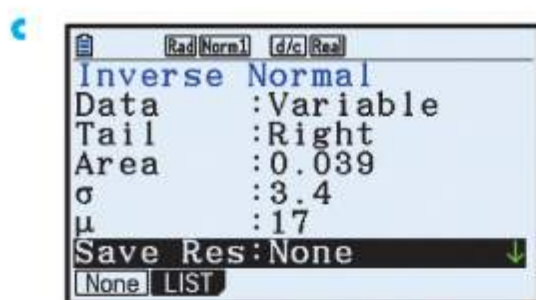 c
Rad Norm1 d/c Real
Inverse Normal
Data :Variable
Tail :Right
Area :0.039
σ :3.4
μ :17
Save Res:None ↓
None LIST